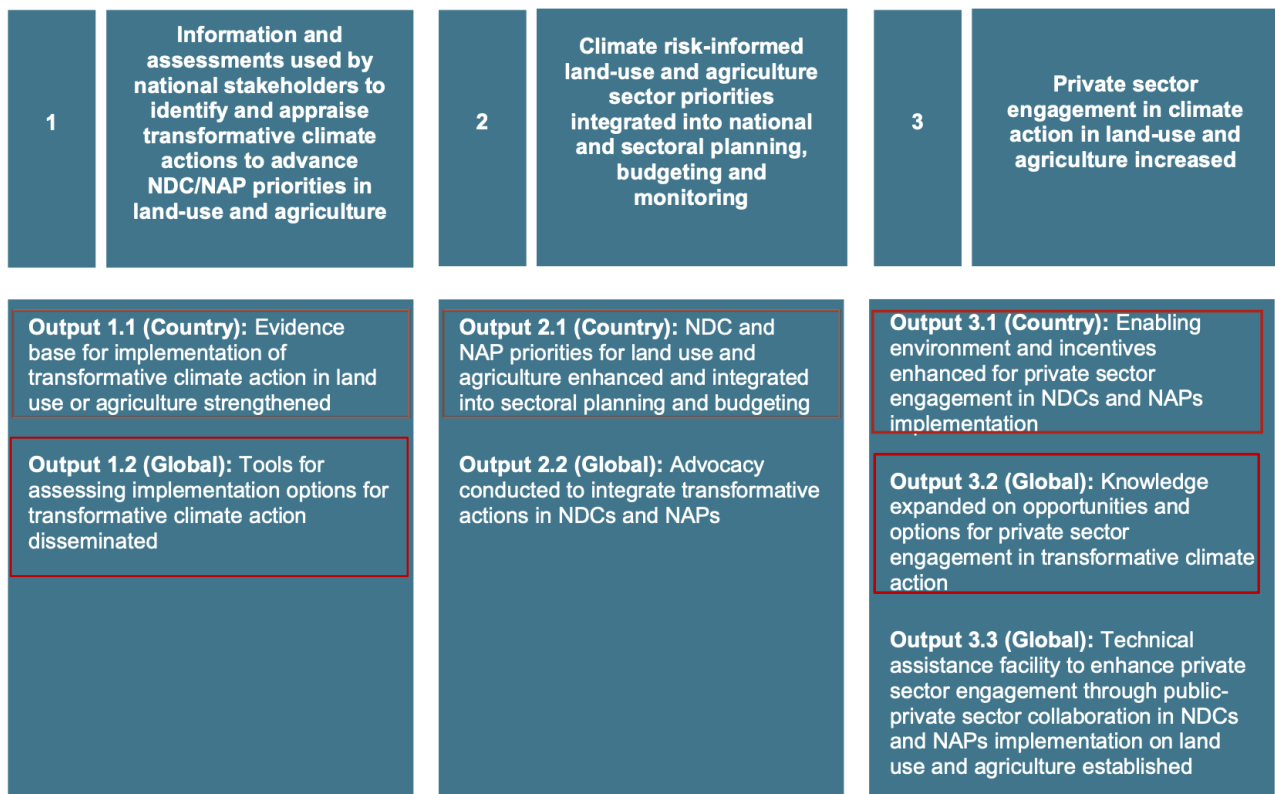 1
Information and
assessments used by
national stakeholders to
identify and appraise
transformative climate
actions to advance
NDC/NAP priorities in
land-use and agriculture
2
Climate risk-informed
land-use and agriculture
sector priorities
integrated into national
and sectoral planning,
budgeting and
monitoring
3
Private sector
engagement in climate
action in land-use and
agriculture increased
Output 1.1 (Country): Evidence
base for implementation of
transformative climate action in land
use or agriculture strengthened
Output 1.2 (Global): Tools for
assessing implementation options for
transformative climate action
disseminated
Output 2.1 (Country): NDC and
NAP priorities for land use and
agriculture enhanced and integrated
into sectoral planning and budgeting
Output 2.2 (Global): Advocacy
conducted to integrate transformative
actions in NDCs and NAPs
Output 3.1 (Country): Enabling
environment and incentives
enhanced for private sector
engagement in NDCs and NAPs
implementation
Output 3.2 (Global): Knowledge
expanded on opportunities and
options for private sector
engagement in transformative climate
action
Output 3.3 (Global): Technical
assistance facility to enhance private
sector engagement through public-
private sector collaboration in NDCs
and NAPs implementation on land
use and agriculture established